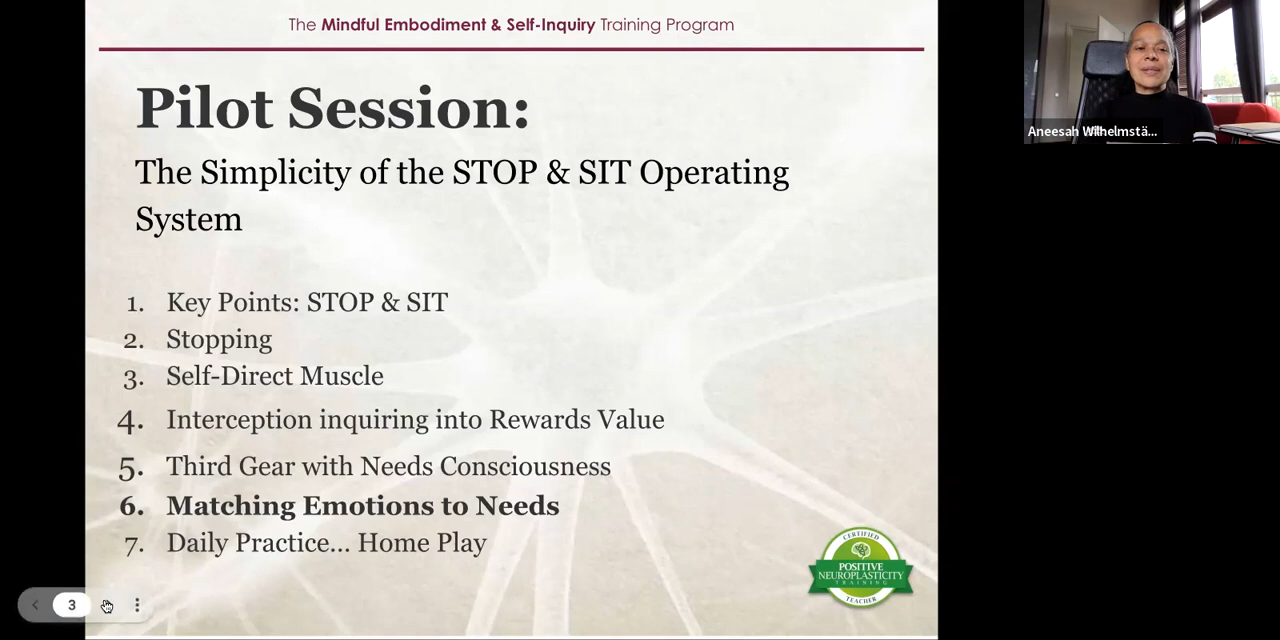 The Mindful Embodiment & Self-Inquiry Training Program
Pilot Session:
The Simplicity of the STOP & SIT Operating
System
1. Key Points: STOP & SIT
2. Stopping
3. Self-Direct Muscle
4. Interception inquiring into Rewards Value
5. Third Gear with Needs Consciousness
6. Matching Emotions to Needs
7. Daily Practice... Home Play
CERTIFIED
POSITIVE
NEUROPLASTICITY
TRAINING
TEACHER
3
Aneesah Wilhelmstä...